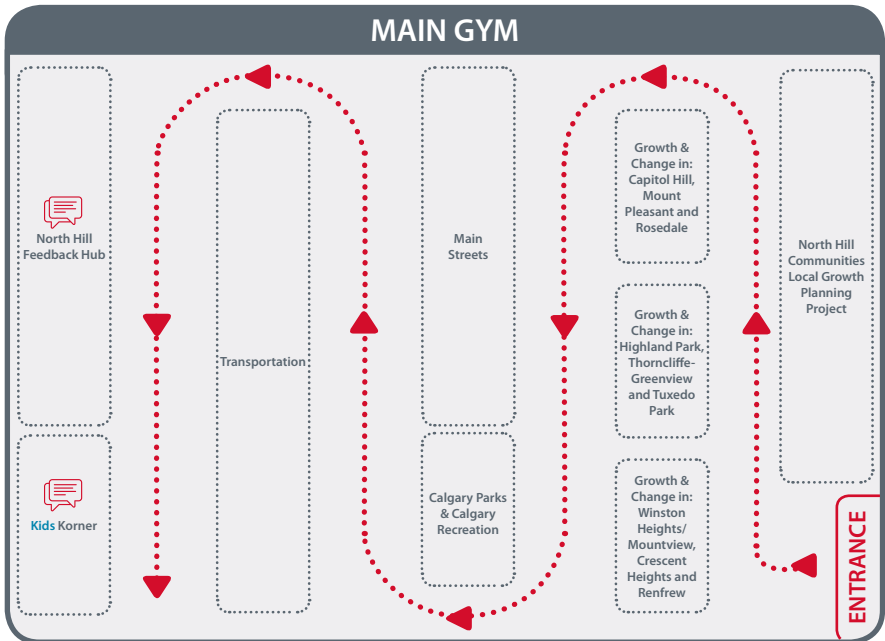 MAIN GYM
North Hill
Feedback Hub
Kids Korner
Transportation
Main
Streets
Calgary Parks
& Calgary
Recreation
Growth &
Change in:
Capitol Hill,
Mount
Pleasant and
Rosedale
Growth &
Change in:
Highland Park,
Thorncliffe-
Greenview
and Tuxedo
Park
Growth &
Change in:
Winston
Heights/
Mountview,
Crescent
Heights and
Renfrew
North Hill
Communities
Local Growth
Planning
Project
ENTRANCE